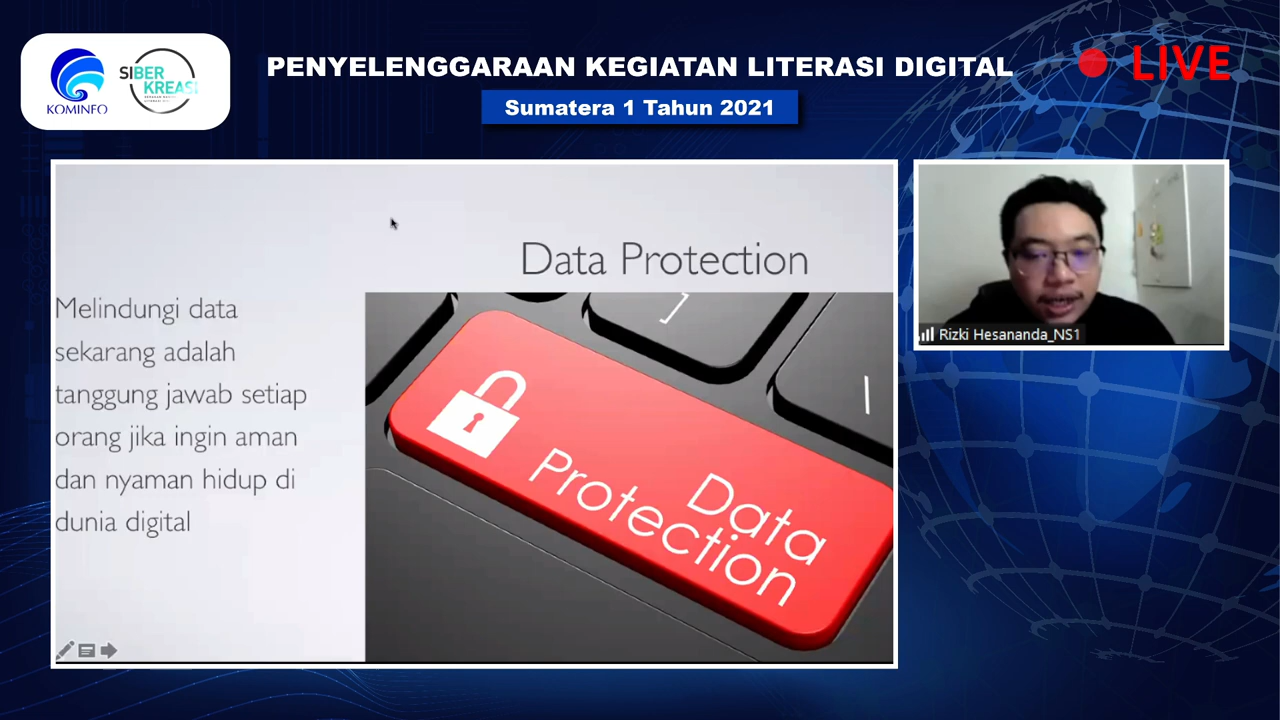 KOMINFO
SIBER
KREASI
PENYELENGGARAAN KEGIATAN LITERASI DIGITAL
Sumatera 1 Tahun 2021
LIVE
Data Protection
Melindungi data
sekarang adalah
tanggung jawab setiap
orang jika ingin aman
dan nyaman hidup di
dunia digital
]
Data
Protection
Rizki Hesananda_NS1